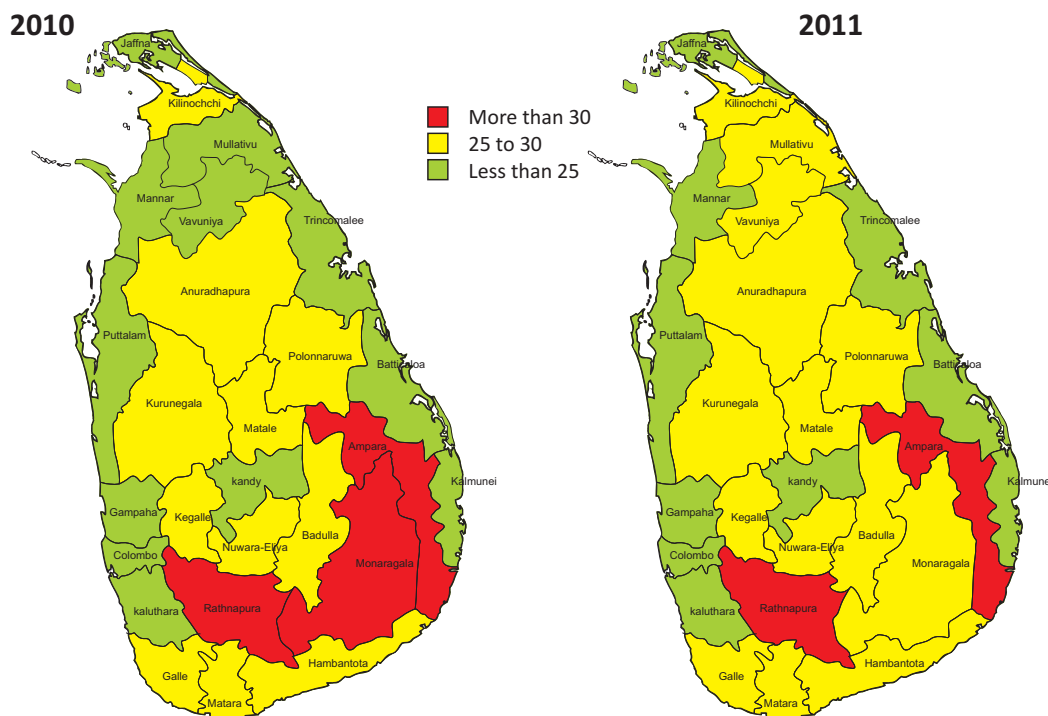 2010
Jaffna
Kilinochchi
Mullativu
Mannar
Vavuniya
Trincomalee
Anuradhapura
Puttalam
Polonnaruwa
Batticaloa
Kurunegala
Matale
Ampara
kandy
Kalmunei
Gampaha
Kegalle
Colombo
Nuwara-Eliya
Badulla
Monaragala
kaluthara
Rathnapura
Hambantota
Galle
Matara
More than 30
25 to 30
Less than 25
2011
Jaffna
Kilinochchi
Mullativu
Mannar
Vavuniya
Trincomalee
Anuradhapura
Puttalam
Polonnaruwa
Batticaloa
Kurunegala
Matale
Ampara
kandy
Kalmunei
Gampaha
Kegalle
Colombo
Nuwara-Eliya
Badulla
Monaragala
kaluthara
Rathnapura
Hambantota
Galle
Matara